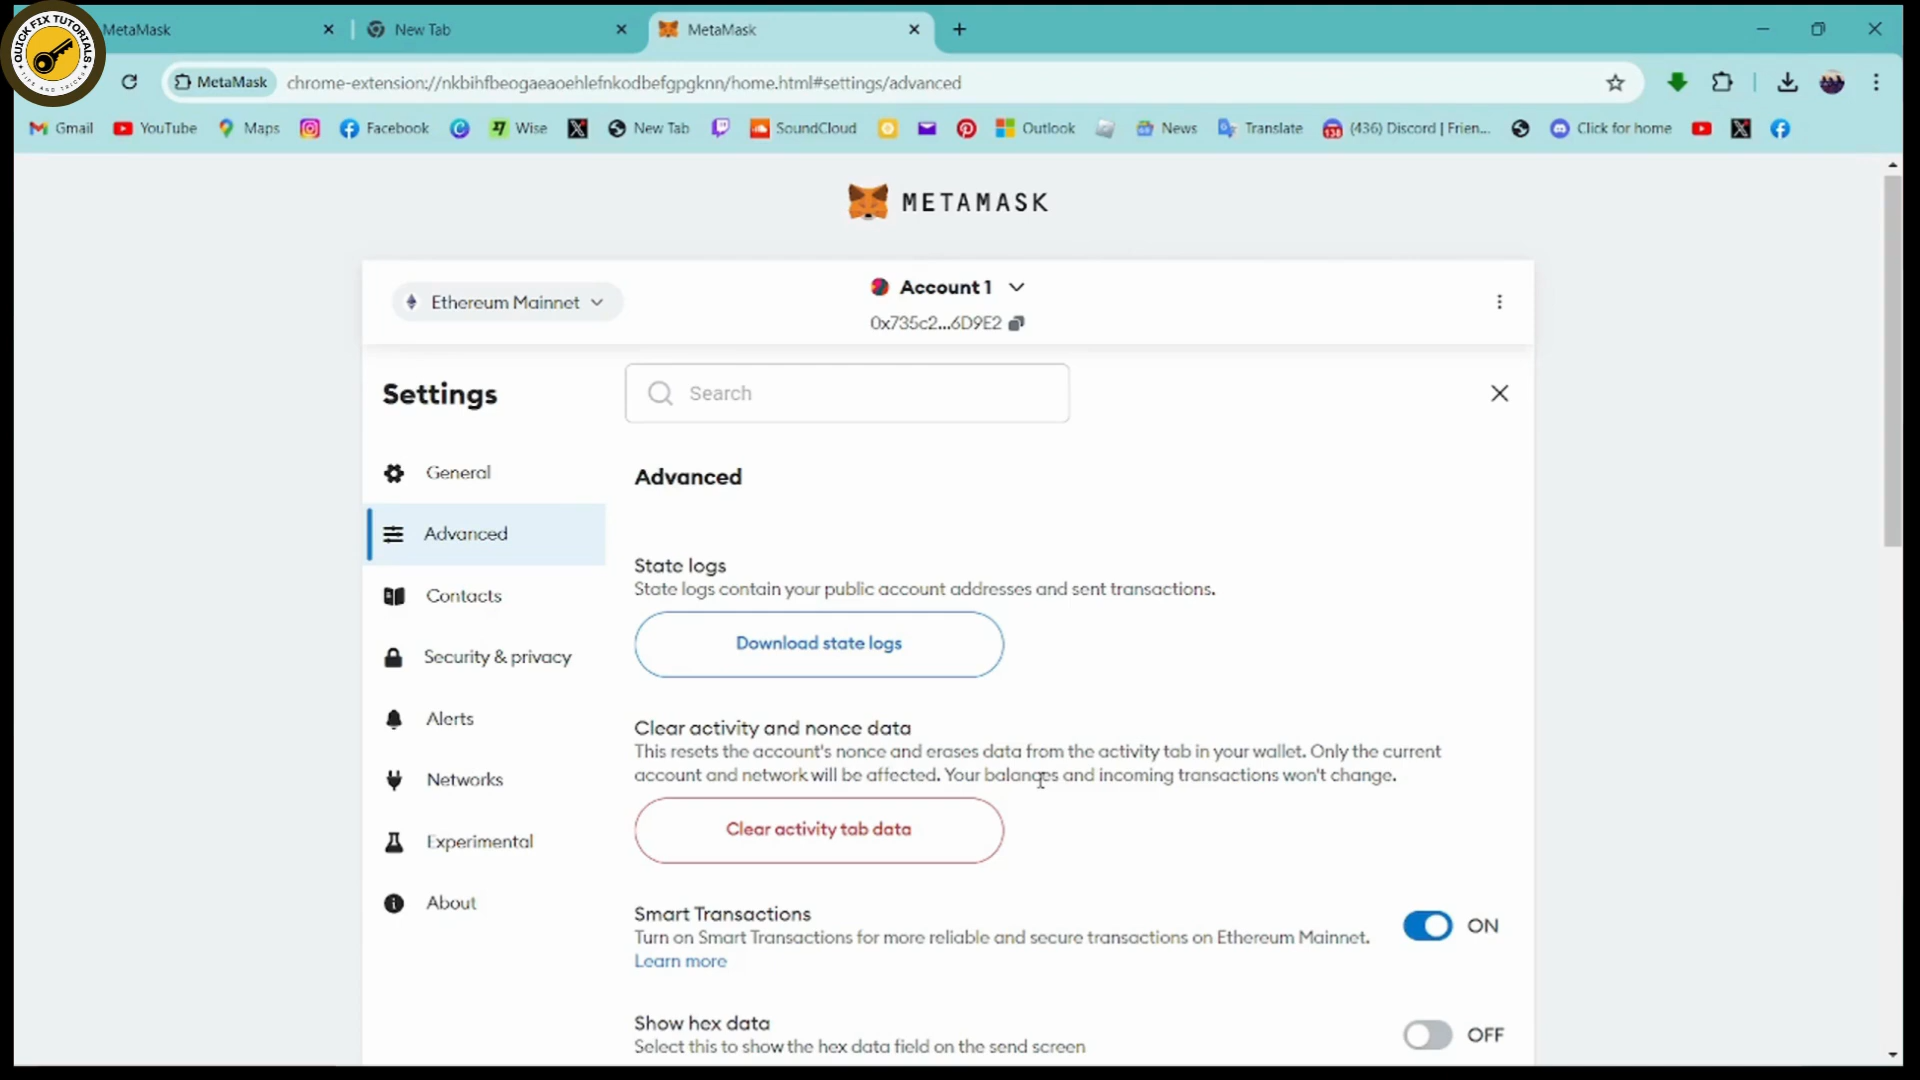 QUICK FIX TUTORIALS
TIPS AND TRICKS
MetaMask
New Tab
MetaMask
MetaMask
chrome-extension://nkbihfbeogaeaoehlefnkodbefgpgknn/home.html#settings/advanced
Gmail
YouTube
Maps
Facebook
Wise
New Tab
SoundCloud
Outlook
News
Translate
(436) Discord | Frien...
Click for home
METAMASK
Ethereum Mainnet
Account 1
0x735c2...6D9E2
Settings
Search
General
Advanced
Contacts
Security & privacy
Alerts
Networks
Experimental
About
Advanced
State logs
State logs contain your public account addresses and sent transactions.
Download state logs
Clear activity and nonce data
This resets the account's nonce and erases data from the activity tab in your wallet. Only the current
account and network will be affected. Your balances and incoming transactions won't change.
Clear activity tab data
Smart Transactions
Turn on Smart Transactions for more reliable and secure transactions on Ethereum Mainnet.
Learn more
ON
Show hex data
Select this to show the hex data field on the send screen
OFF